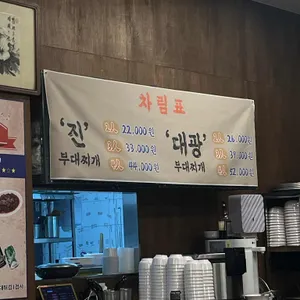 차림표
'진'
부대찌개
2인 22.000원
3인 33.000원
4인 44.000원
'대광'
부대찌개
2인 26.000원
3인 39.000원
4인 52.000원